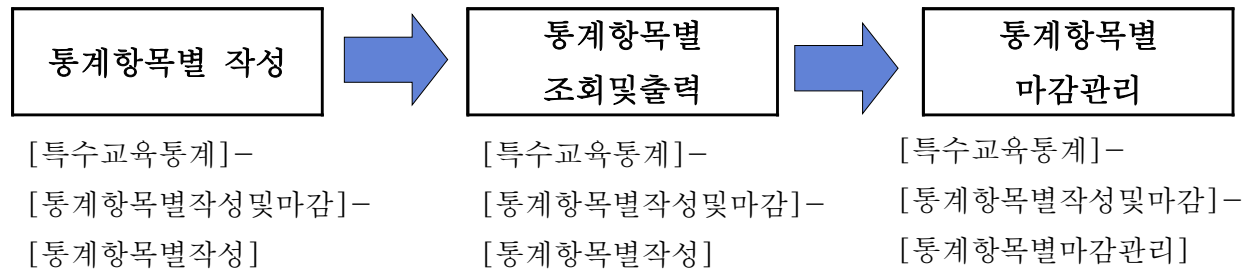 통계항목별 작성
[특수교육통계]-
[통계항목별작성및마감]-
[통계항목별작성]
통계항목별
조회및출력
[특수교육통계]-
[통계항목별작성및마감]-
[통계항목별작성]
통계항목별
마감관리
[특수교육통계]-
[통계항목별작성및마감]-
[통계항목별마감관리]